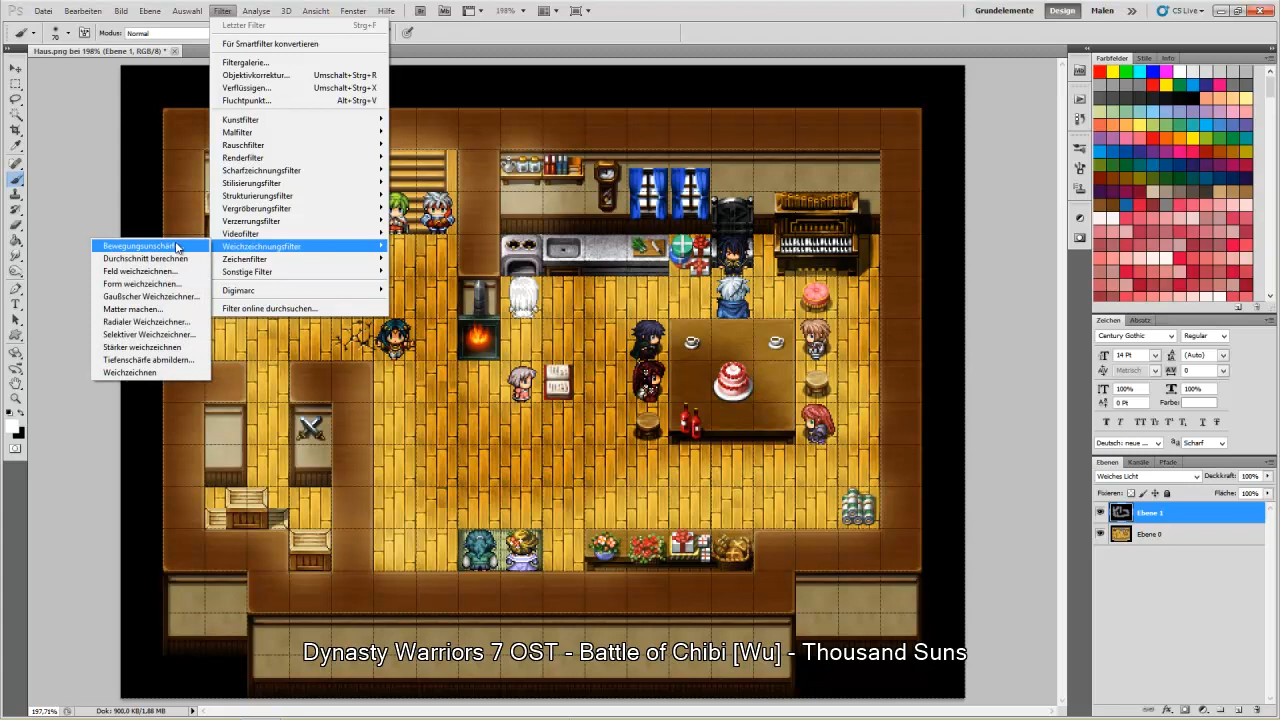 Datei Bearbeiten Bild Ebene Auswahl Filter Analyse 3D Ansicht Fenster Hilfe Br Mb 198% Grundelemente Design Malen CS Live
70 Modus: Normal
Haus.png bei 198% (Ebene 1, RGB/8) *
Letzter Filter Strg+F
Für Smartfilter konvertieren
Filtergalerie...
Objektivkorrektur... Umschalt+Strg+R
Verflüssigen... Umschalt+Strg+X
Fluchtpunkt... Alt+Strg+V
Kunstfilter
Malfilter
Rauschfilter
Renderfilter
Scharfzeichnungsfilter
Stilisierungsfilter
Strukturierungsfilter
Vergröberungsfilter
Verzerrungsfilter
Videofilter
Weichzeichnungsfilter
Zeichenfilter
Sonstige Filter
Digimarc
Filter online durchsuchen...
Bewegungsunschärfe
Durchschnitt berechnen
Feld weichzeichnen...
Form weichzeichnen...
Gaußscher Weichzeichner...
Matter machen...
Radialer Weichzeichner...
Selektiver Weichzeichner...
Stärker weichzeichnen
Tiefenschärfe abmildern...
Weichzeichnen
Farbfelder Stile Info
Zeichen Absatz
Century Gothic Regular
14 Pt (Auto)
Metrisch 0
100% 100%
0 Pt Farbe:
Deutsch: neue ... Scharf
Ebenen Kanäle Pfade
Weiches Licht Deckkraft: 100%
Fixieren: Fläche: 100%
Ebene 1
Ebene 0
Dynasty Warriors 7 OST - Battle of Chibi [Wu] - Thousand Suns
197,71% Dok: 900,0 KB/1,88 MB